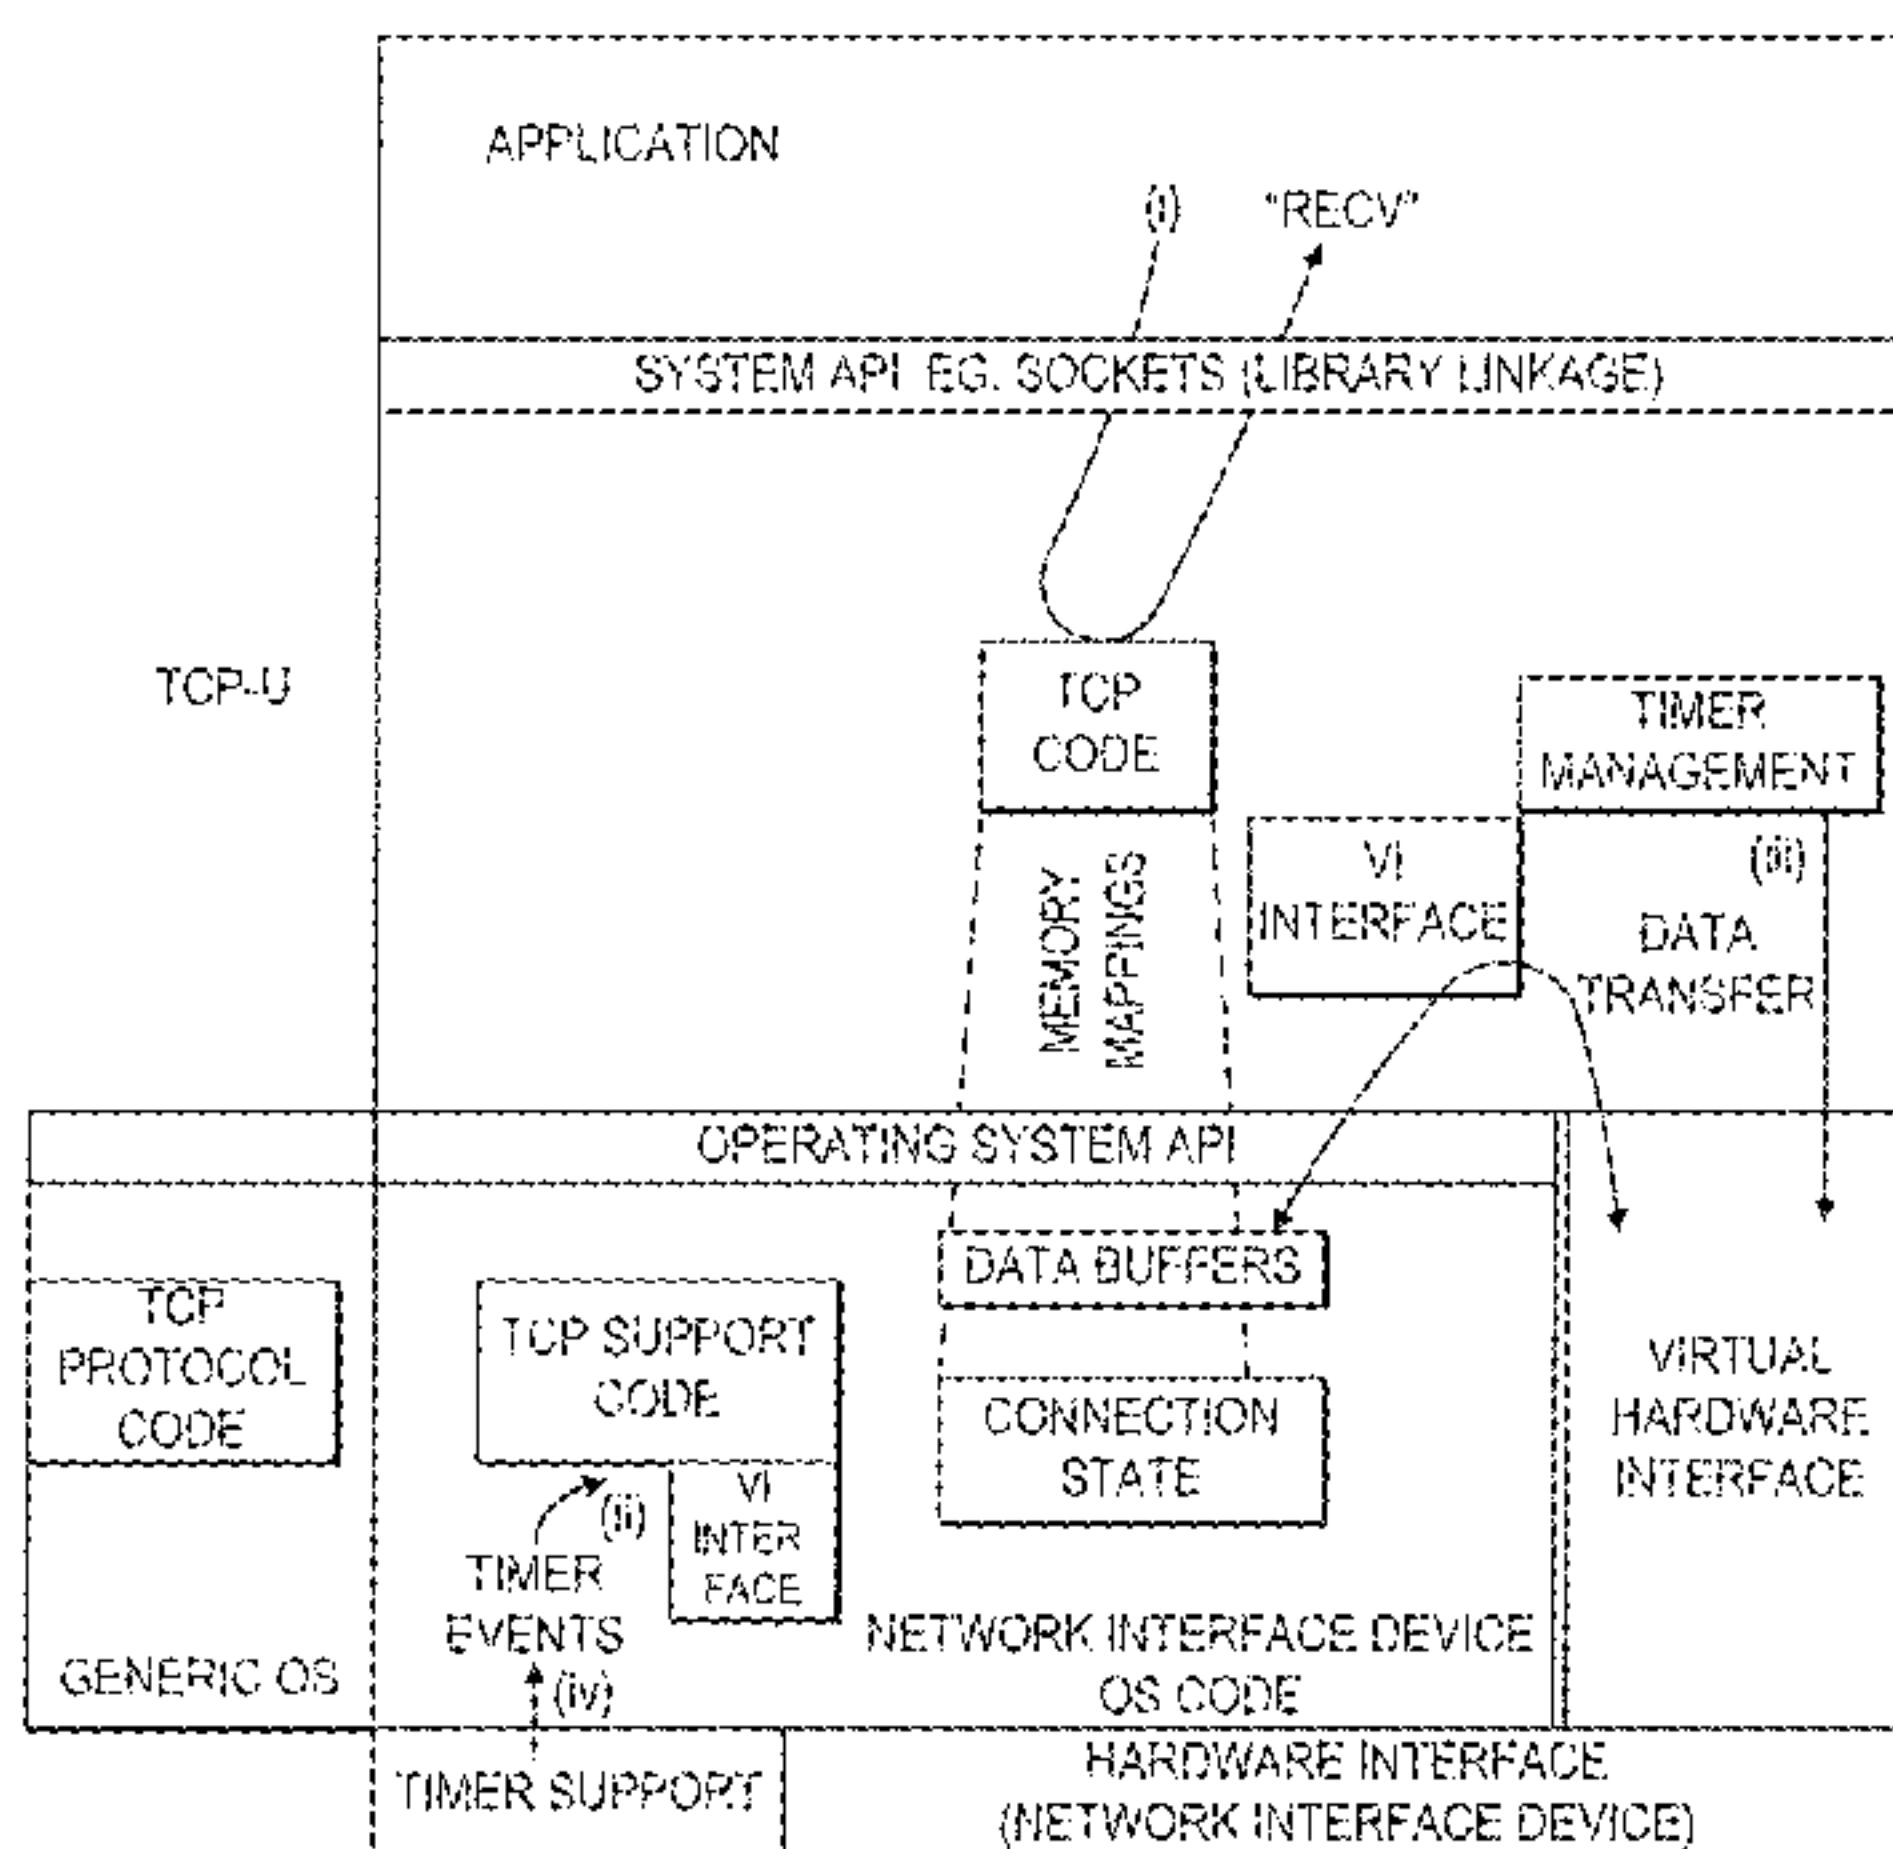 APPLICATION
(i) "RECV"
SYSTEM API EG. SOCKETS (LIBRARY LINKAGE)
TCP-U
TCP
CODE
TIMER
MANAGEMENT
MEMORY
MAPPINGS
VI
INTERFACE
(iii)
DATA
TRANSFER
OPERATING SYSTEM API
DATA BUFFERS
TCP
PROTOCOL
CODE
TCP SUPPORT
CODE
CONNECTION
STATE
VIRTUAL
HARDWARE
INTERFACE
(ii)
VI
INTER
FACE
TIMER
EVENTS
(iv)
GENERIC OS
NETWORK INTERFACE DEVICE
OS CODE
TIMER SUPPORT
HARDWARE INTERFACE
(NETWORK INTERFACE DEVICE)